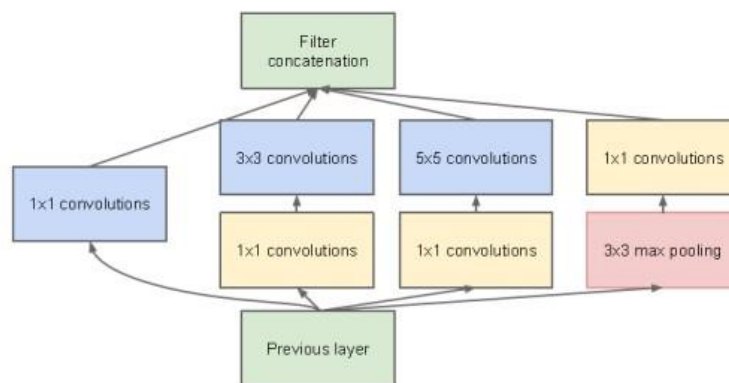 Filter
concatenation
3x3 convolutions
5x5 convolutions
1x1 convolutions
1x1 convolutions
1x1 convolutions
1x1 convolutions
3x3 max pooling
Previous layer